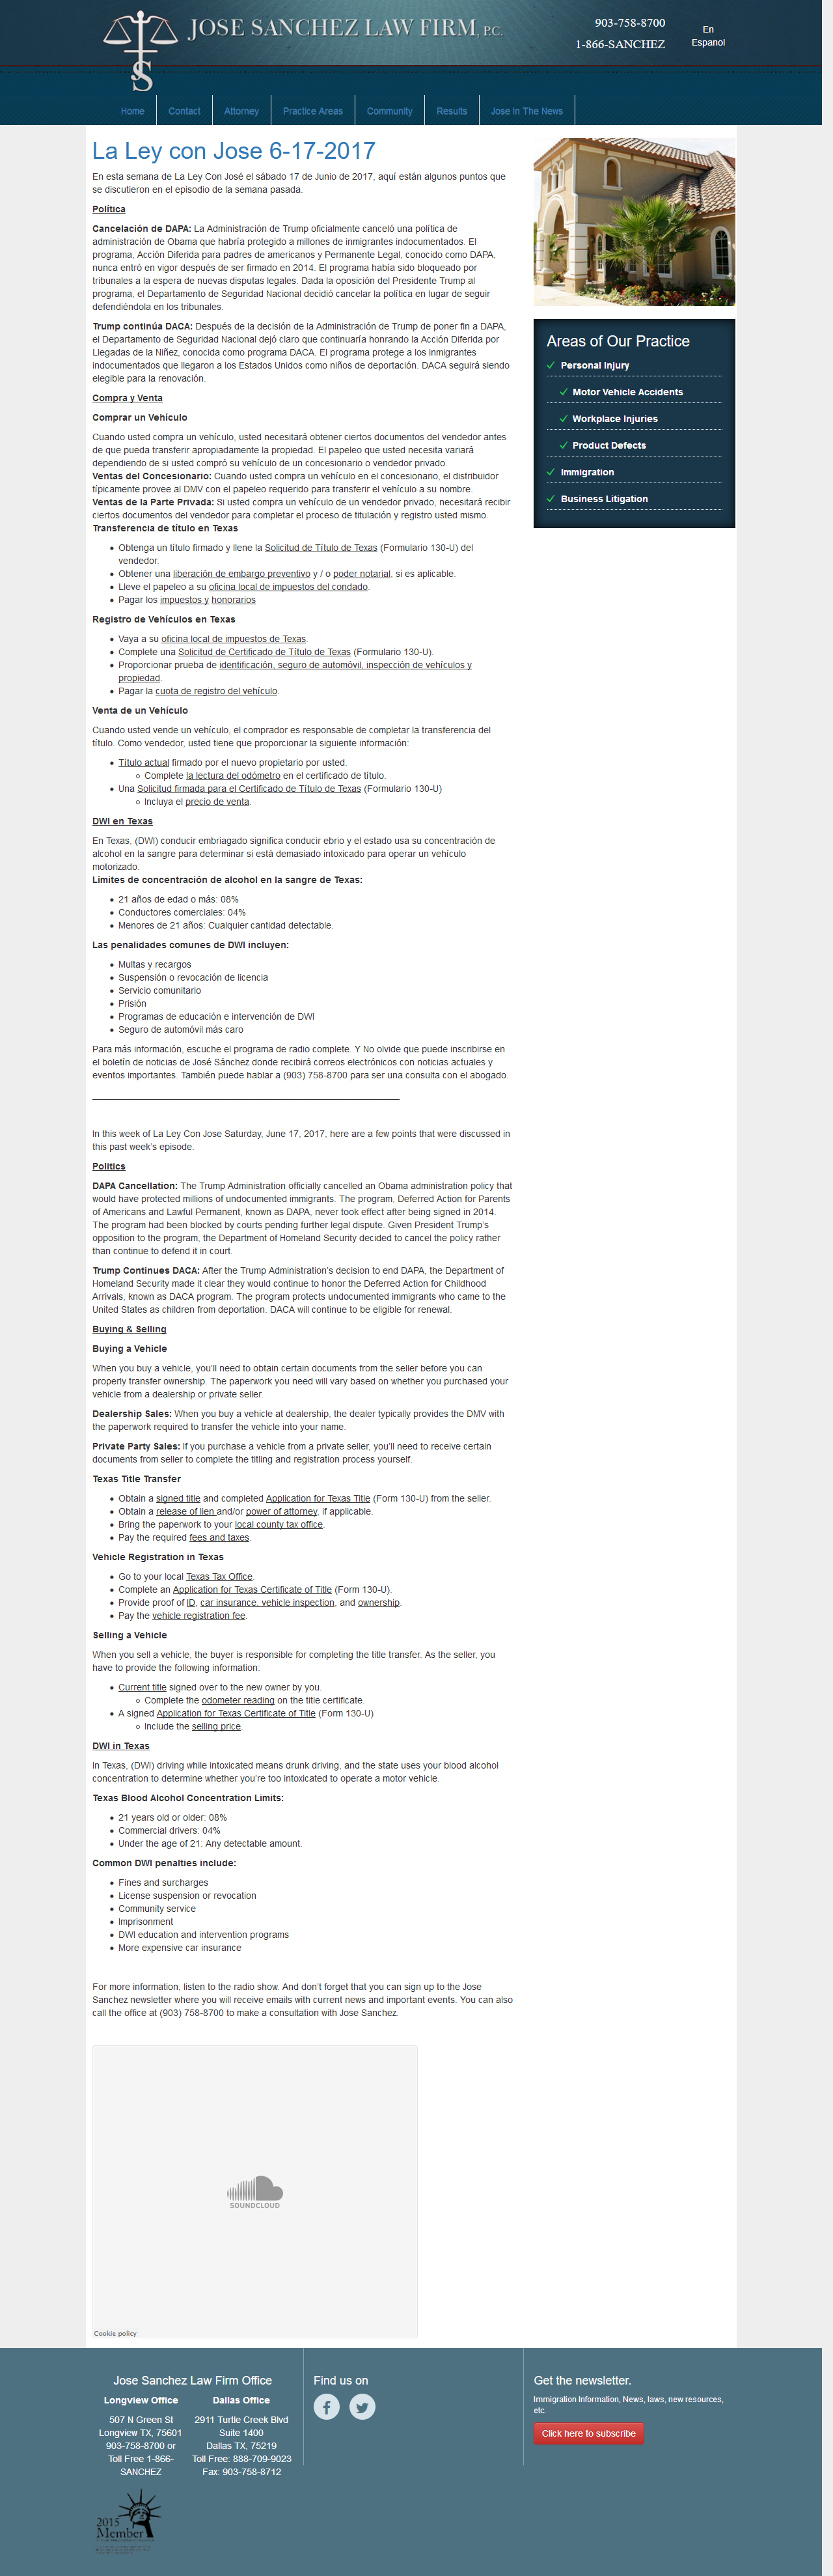 JOSE SANCHEZ LAW FIRM, P.C.
903-758-8700
1-866-SANCHEZ
En
Espanol
Home
Contact
Attorney
Practice Areas
Community
Results
Jose In The News
La Ley con Jose 6-17-2017
En esta semana de La Ley Con José el sábado 17 de Junio de 2017, aquí están algunos puntos que
se discutieron en el episodio de la semana pasada.
Política
Cancelación de DAPA: La Administración de Trump oficialmente canceló una política de
administración de Obama que habría protegido a millones de inmigrantes indocumentados. El
programa, Acción Diferida para padres de americanos y Permanente Legal, conocido como DAPA,
nunca entró en vigor después de ser firmado en 2014. El programa había sido bloqueado por
tribunales a la espera de nuevas disputas legales. Dada la oposición del Presidente Trump al
programa, el Departamento de Seguridad Nacional decidió cancelar la política en lugar de seguir
defendiéndola en los tribunales.
Trump continúa DACA: Después de la decisión de la Administración de Trump de poner fin a DAPA,
el Departamento de Seguridad Nacional dejó claro que continuaría honrando la Acción Diferida por
Llegadas de la Niñez, conocida como programa DACA. El programa protege a los inmigrantes
indocumentados que llegaron a los Estados Unidos como niños de deportación. DACA seguirá siendo
elegible para la renovación.
Compra y Venta
Comprar un Vehículo
Cuando usted compra un vehículo, usted necesitará obtener ciertos documentos del vendedor antes
de que pueda transferir apropiadamente la propiedad. El papeleo que usted necesita variará
dependiendo de si usted compró su vehículo de un concesionario o vendedor privado.
Ventas del Concesionario: Cuando usted compra un vehículo en el concesionario, el distribuidor
típicamente provee al DMV con el papeleo requerido para transferir el vehículo a su nombre.
Ventas de la Parte Privada: Si usted compra un vehículo de un vendedor privado, necesitará recibir
ciertos documentos del vendedor para completar el proceso de titulación y registro usted mismo.
Transferencia de título en Texas
Obtenga un título firmado y llene la Solicitud de Título de Texas (Formulario 130-U) del
vendedor.
Obtener una liberación de embargo preventivo y / o poder notarial, si es aplicable.
Lleve el papeleo a su oficina local de impuestos del condado.
Pagar los impuestos y honorarios
Registro de Vehículos en Texas
Vaya a su oficina local de impuestos de Texas.
Complete una Solicitud de Certificado de Título de Texas (Formulario 130-U).
Proporcionar prueba de identificación, seguro de automóvil, inspección de vehículos y
propiedad.
Pagar la cuota de registro del vehículo.
Venta de un Vehículo
Cuando usted vende un vehículo, el comprador es responsable de completar la transferencia del
título. Como vendedor, usted tiene que proporcionar la siguiente información:
Título actual firmado por el nuevo propietario por usted.
Complete la lectura del odómetro en el certificado de título.
Una Solicitud firmada para el Certificado de Título de Texas (Formulario 130-U)
Incluya el precio de venta.
DWI en Texas
En Texas, (DWI) conducir embriagado significa conducir ebrio y el estado usa su concentración de
alcohol en la sangre para determinar si está demasiado intoxicado para operar un vehículo
motorizado.
Límites de concentración de alcohol en la sangre de Texas:
21 años de edad o más: 08%
Conductores comerciales: 04%
Menores de 21 años: Cualquier cantidad detectable.
Las penalidades comunes de DWI incluyen:
Multas y recargos
Suspensión o revocación de licencia
Servicio comunitario
Prisión
Programas de educación e intervención de DWI
Seguro de automóvil más caro
Para más información, escuche el programa de radio complete. Y No olvide que puede inscribirse en
el boletín de noticias de José Sánchez donde recibirá correos electrónicos con noticias actuales y
eventos importantes. También puede hablar a (903) 758-8700 para ser una consulta con el abogado.
In this week of La Ley Con Jose Saturday, June 17, 2017, here are a few points that were discussed in
this past week's episode.
Politics
DAPA Cancellation: The Trump Administration officially cancelled an Obama administration policy that
would have protected millions of undocumented immigrants. The program, Deferred Action for Parents
of Americans and Lawful Permanent, known as DAPA, never took effect after being signed in 2014.
The program had been blocked by courts pending further legal dispute. Given President Trump's
opposition to the program, the Department of Homeland Security decided to cancel the policy rather
than continue to defend it in court.
Trump Continues DACA: After the Trump Administration's decision to end DAPA, the Department of
Homeland Security made it clear they would continue to honor the Deferred Action for Childhood
Arrivals, known as DACA program. The program protects undocumented immigrants who came to the
United States as children from deportation. DACA will continue to be eligible for renewal.
Buying & Selling
Buying a Vehicle
When you buy a vehicle, you'll need to obtain certain documents from the seller before you can
properly transfer ownership. The paperwork you need will vary based on whether you purchased your
vehicle from a dealership or private seller.
Dealership Sales: When you buy a vehicle at dealership, the dealer typically provides the DMV with
the paperwork required to transfer the vehicle into your name.
Private Party Sales: If you purchase a vehicle from a private seller, you'll need to receive certain
documents from seller to complete the titling and registration process yourself.
Texas Title Transfer
Obtain a signed title and completed Application for Texas Title (Form 130-U) from the seller.
Obtain a release of lien and/or power of attorney, if applicable.
Bring the paperwork to your local county tax office.
Pay the required fees and taxes.
Vehicle Registration in Texas
Go to your local Texas Tax Office.
Complete an Application for Texas Certificate of Title (Form 130-U).
Provide proof of ID, car insurance, vehicle inspection, and ownership.
Pay the vehicle registration fee.
Selling a Vehicle
When you sell a vehicle, the buyer is responsible for completing the title transfer. As the seller, you
have to provide the following information:
Current title signed over to the new owner by you.
Complete the odometer reading on the title certificate.
A signed Application for Texas Certificate of Title (Form 130-U)
Include the selling price.
DWI in Texas
In Texas, (DWI) driving while intoxicated means drunk driving, and the state uses your blood alcohol
concentration to determine whether you're too intoxicated to operate a motor vehicle.
Texas Blood Alcohol Concentration Limits:
21 years old or older: 08%
Commercial drivers: 04%
Under the age of 21: Any detectable amount.
Common DWI penalties include:
Fines and surcharges
License suspension or revocation
Community service
Imprisonment
DWI education and intervention programs
More expensive car insurance
For more information, listen to the radio show. And don't forget that you can sign up to the Jose
Sanchez newsletter where you will receive emails with current news and important events. You can also
call the office at (903) 758-8700 to make a consultation with Jose Sanchez.
SOUNDCLOUD
Cookie policy
Areas of Our Practice
Personal Injury
Motor Vehicle Accidents
Workplace Injuries
Product Defects
Immigration
Business Litigation
Jose Sanchez Law Firm Office
Longview Office
507 N Green St
Longview TX, 75601
903-758-8700 or
Toll Free 1-866-
SANCHEZ
Dallas Office
2911 Turtle Creek Blvd
Suite 1400
Dallas TX, 75219
Toll Free: 888-709-9023
Fax: 903-758-8712
2015
Member
Find us on
Get the newsletter.
Immigration Information, News, laws, new resources,
etc.
Click here to subscribe